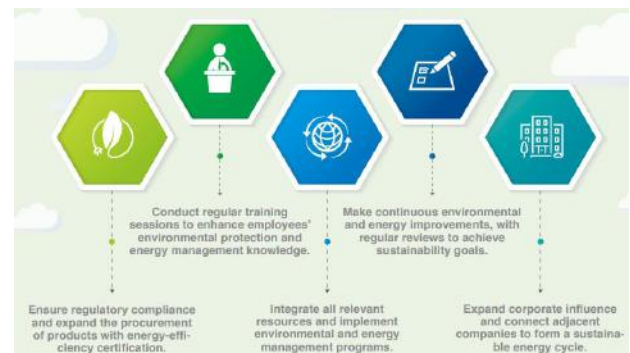 Conduct regular training
sessions to enhance employees'
environmental protection and
energy management knowledge.
Make continuous environmental
and energy improvements, with
regular reviews to achieve
sustainability goals.
Ensure regulatory compliance
and expand the procurement
of products with energy-effi-
ciency certification.
Integrate all relevant
resources and implement
environmental and energy
management programs.
Expand corporate influence
and connect adjacent
companies to form a sustaina-
ble energy cycle.